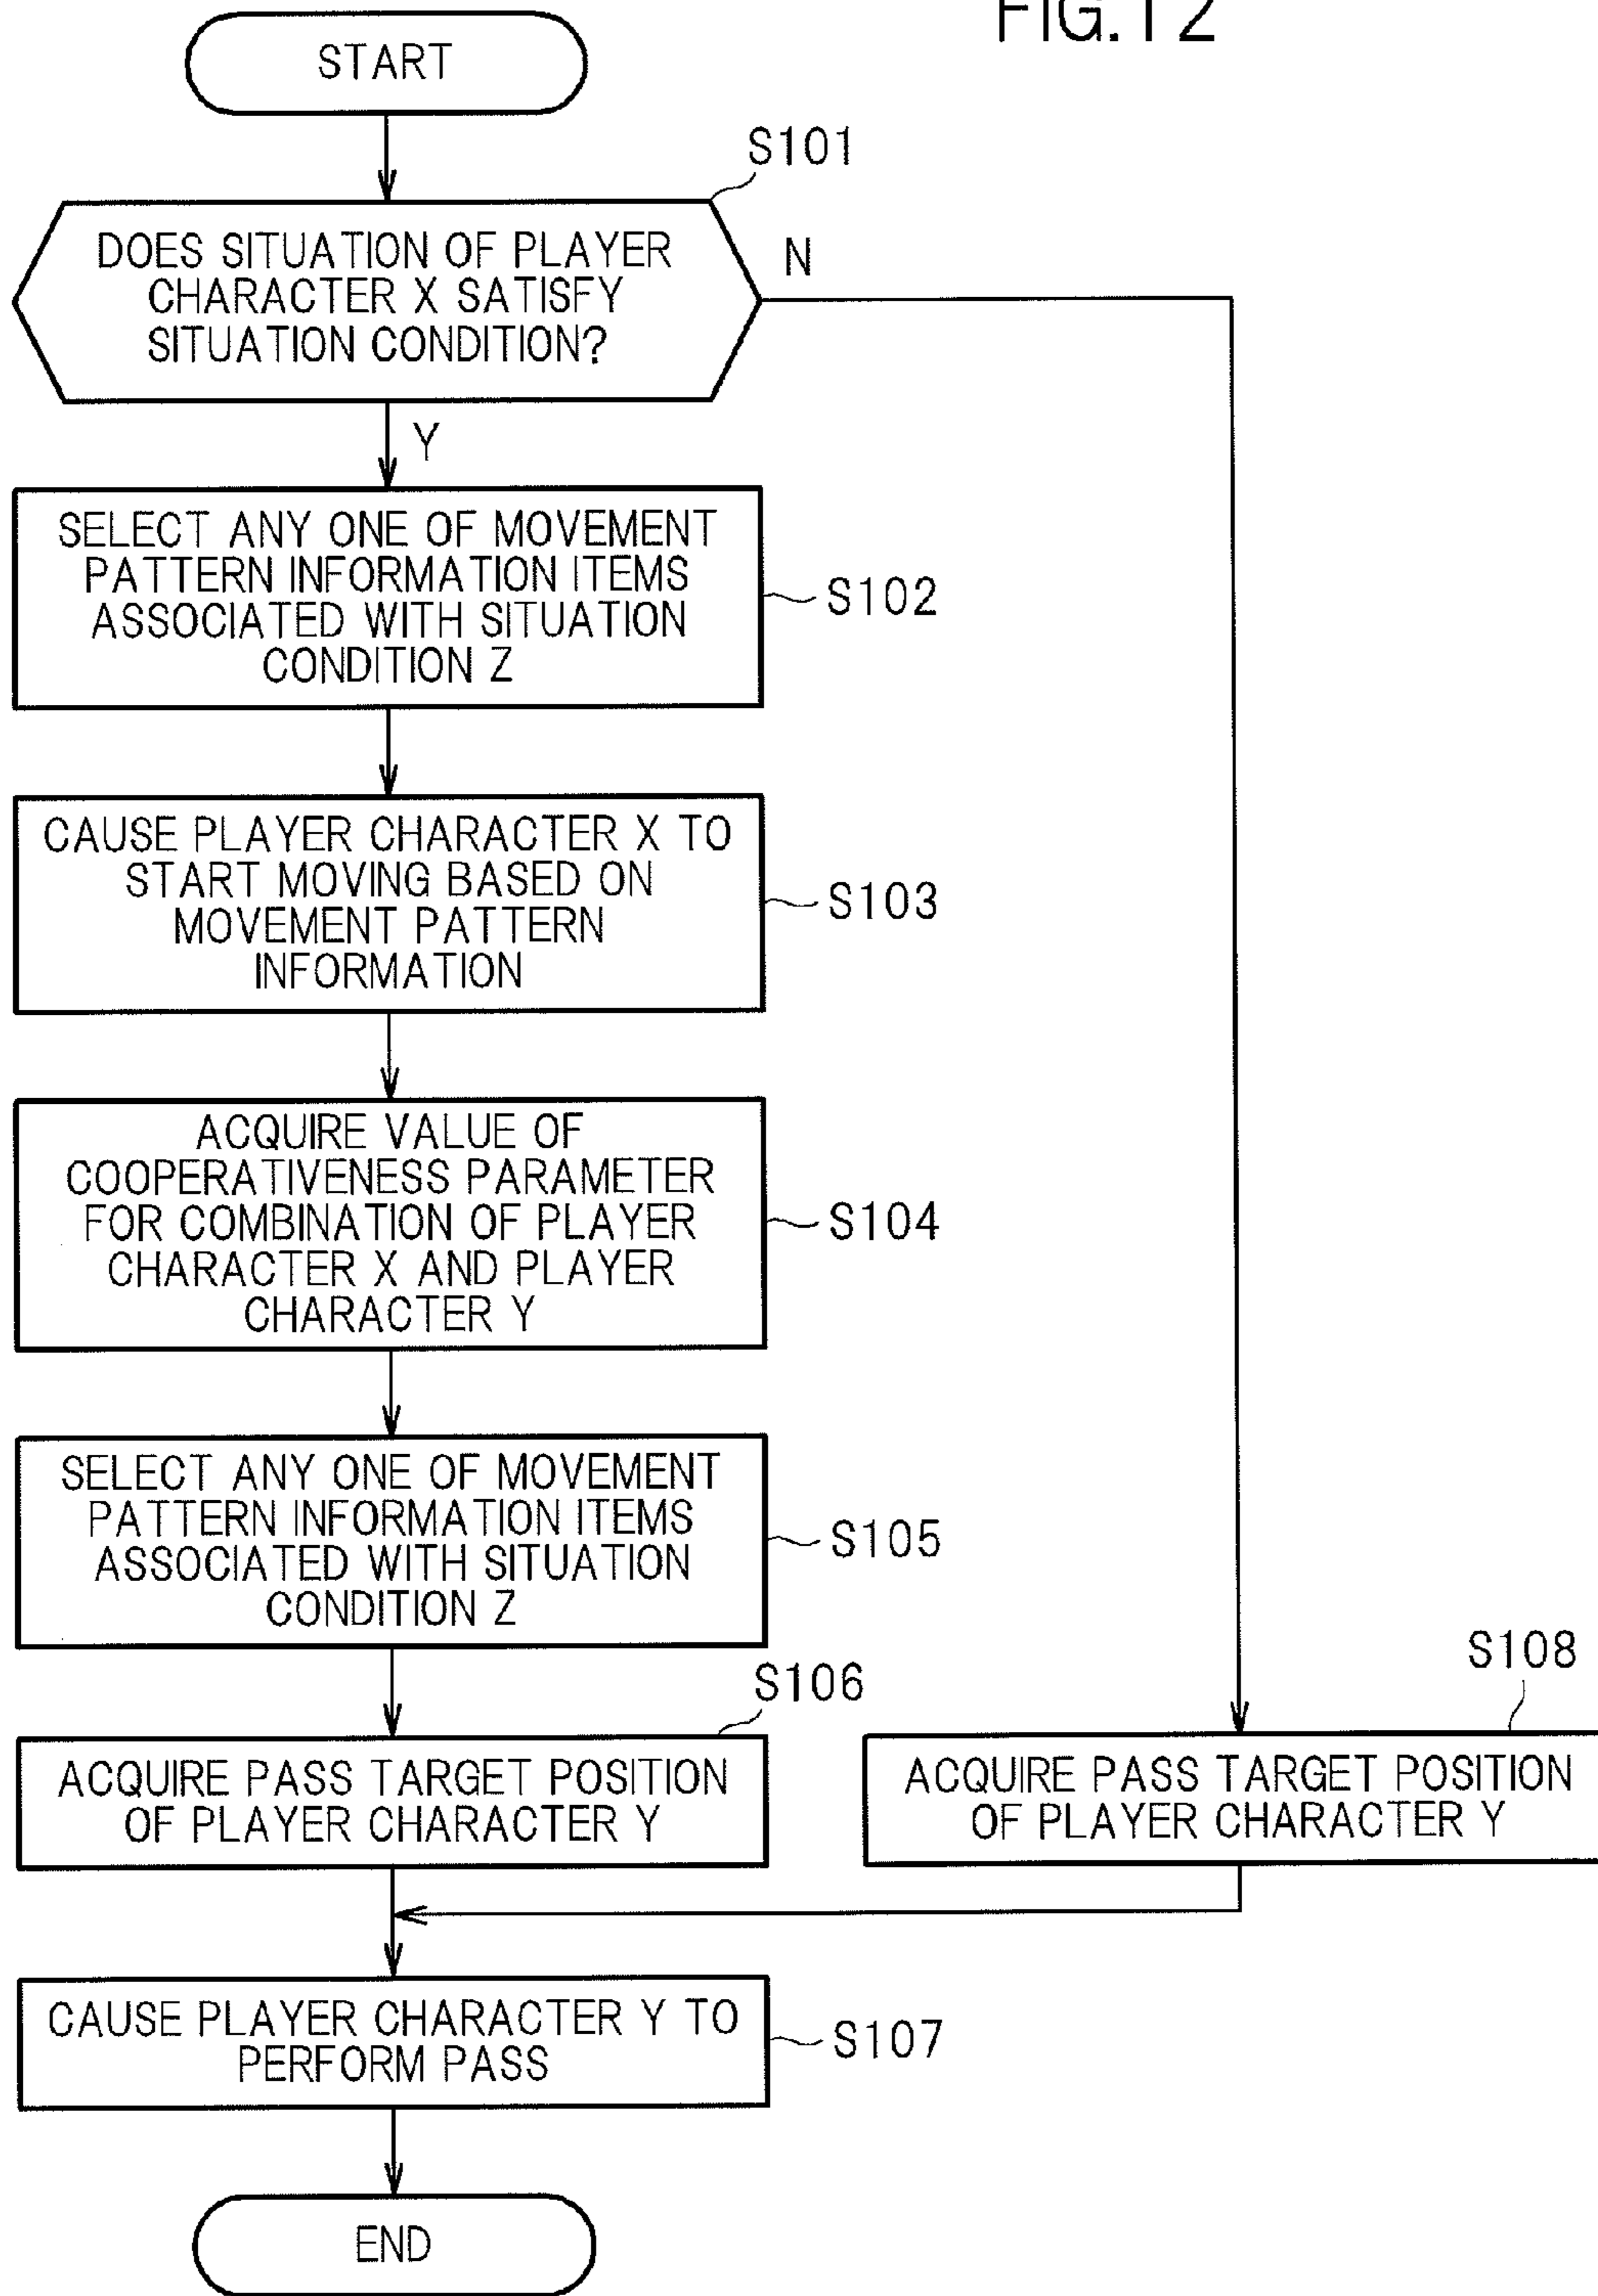 FIG.12
START
S101
DOES SITUATION OF PLAYER
CHARACTER X SATISFY
SITUATION CONDITION?
N
Y
SELECT ANY ONE OF MOVEMENT
PATTERN INFORMATION ITEMS
ASSOCIATED WITH SITUATION
CONDITION Z
S102
CAUSE PLAYER CHARACTER X TO
START MOVING BASED ON
MOVEMENT PATTERN
INFORMATION
S103
ACQUIRE VALUE OF
COOPERATIVENESS PARAMETER
FOR COMBINATION OF PLAYER
CHARACTER X AND PLAYER
CHARACTER Y
S104
SELECT ANY ONE OF MOVEMENT
PATTERN INFORMATION ITEMS
ASSOCIATED WITH SITUATION
CONDITION Z
S105
S106
ACQUIRE PASS TARGET POSITION
OF PLAYER CHARACTER Y
S108
ACQUIRE PASS TARGET POSITION
OF PLAYER CHARACTER Y
CAUSE PLAYER CHARACTER Y TO
PERFORM PASS
S107
END